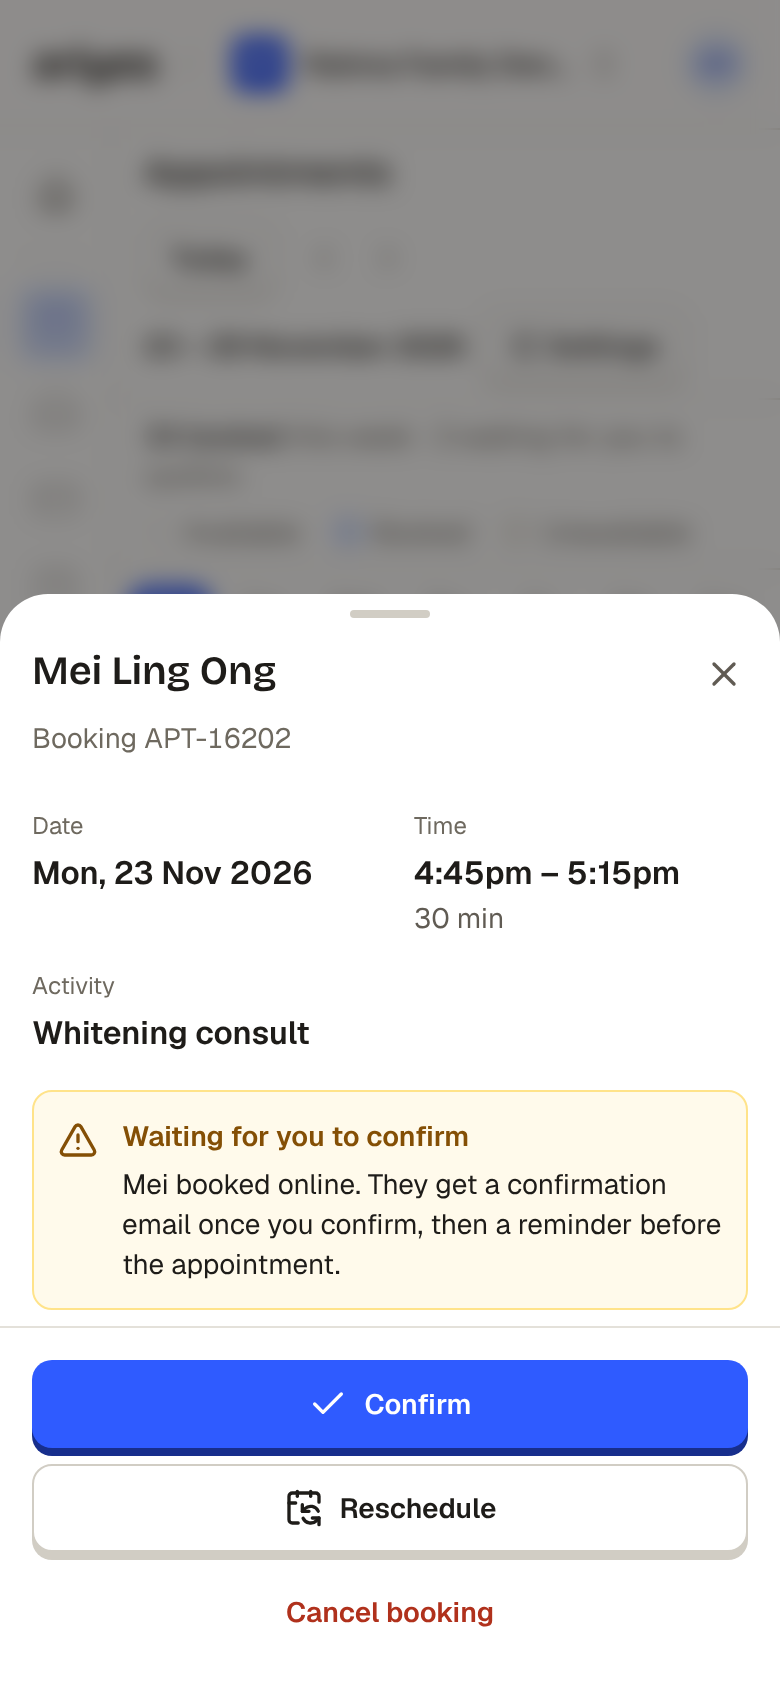 Appointments
Today
Mei Ling Ong
Booking APT-16202
Date
Time
Mon, 23 Nov 2026
4:45pm – 5:15pm
30 min
Activity
Whitening consult
Waiting for you to confirm
Mei booked online. They get a confirmation
email once you confirm, then a reminder before
the appointment.
Confirm
Reschedule
Cancel booking